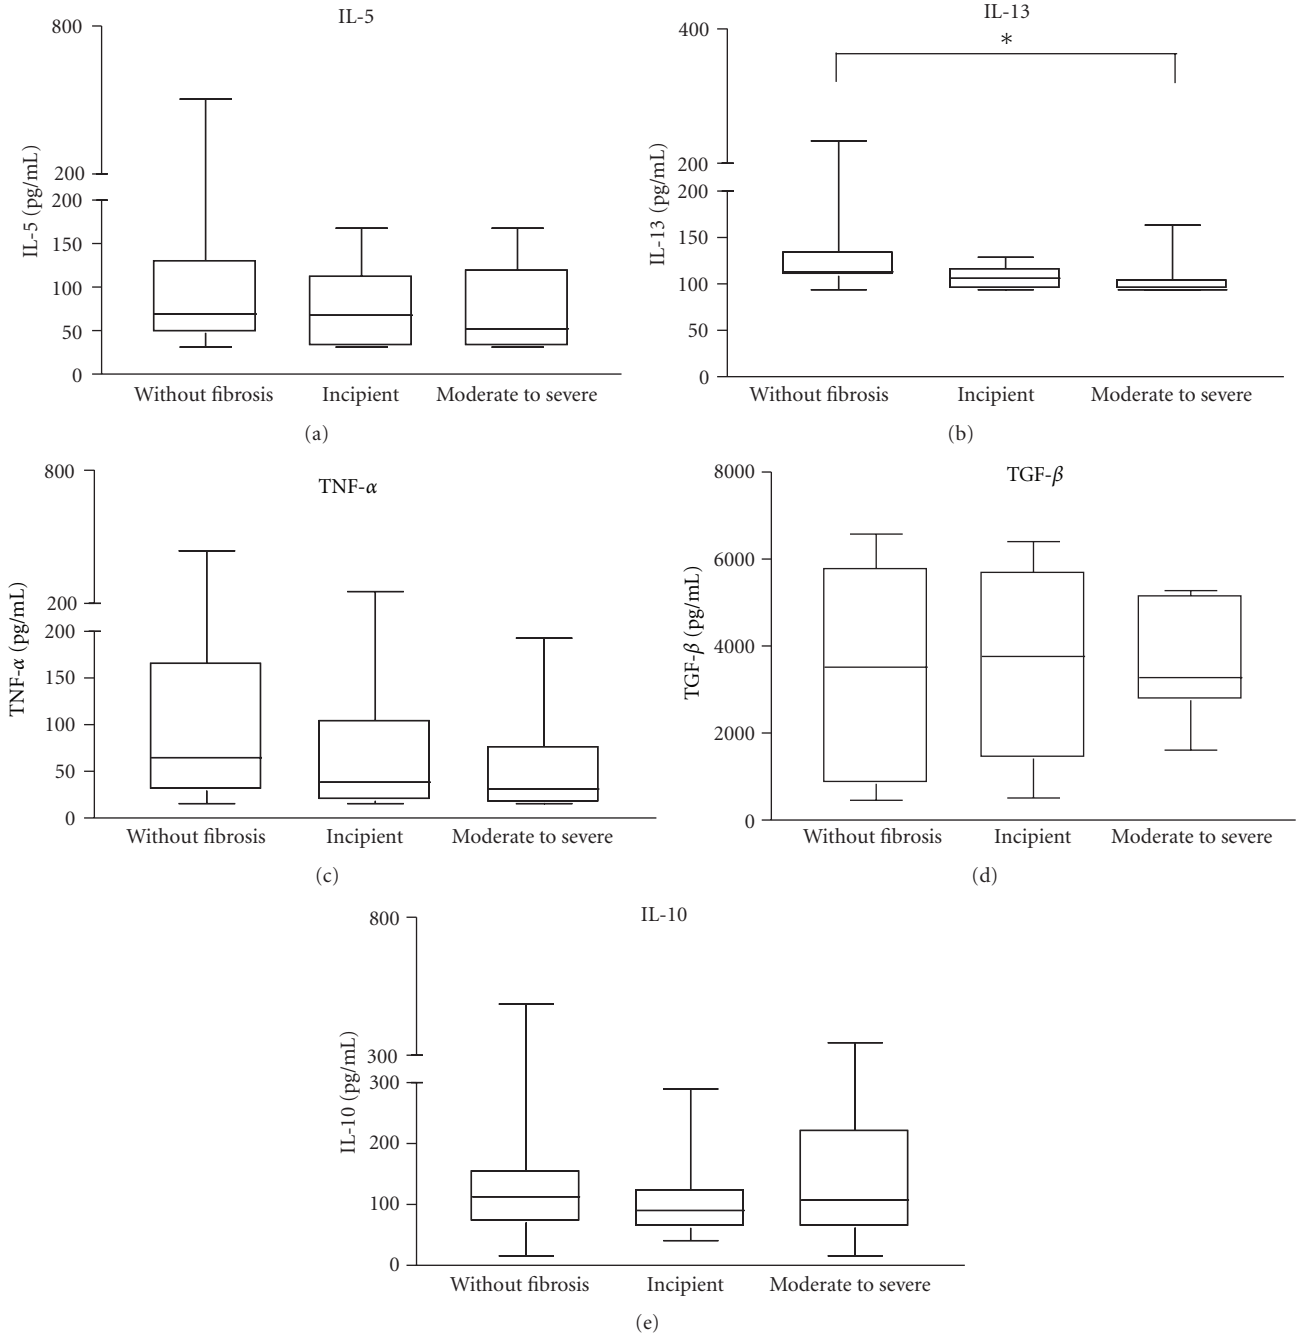 IL-5
800
200
200
150
100
50
0
IL-5 (pg/mL)
Without fibrosis Incipient Moderate to severe
(a)
IL-13
*
400
200
200
150
100
50
0
IL-13 (pg/mL)
Without fibrosis Incipient Moderate to severe
(b)
TNF-α
800
200
200
150
100
50
0
TNF-α (pg/mL)
Without fibrosis Incipient Moderate to severe
(c)
TGF-β
8000
6000
4000
2000
0
TGF-β (pg/mL)
Without fibrosis Incipient Moderate to severe
(d)
IL-10
800
300
300
200
100
0
IL-10 (pg/mL)
Without fibrosis Incipient Moderate to severe
(e)